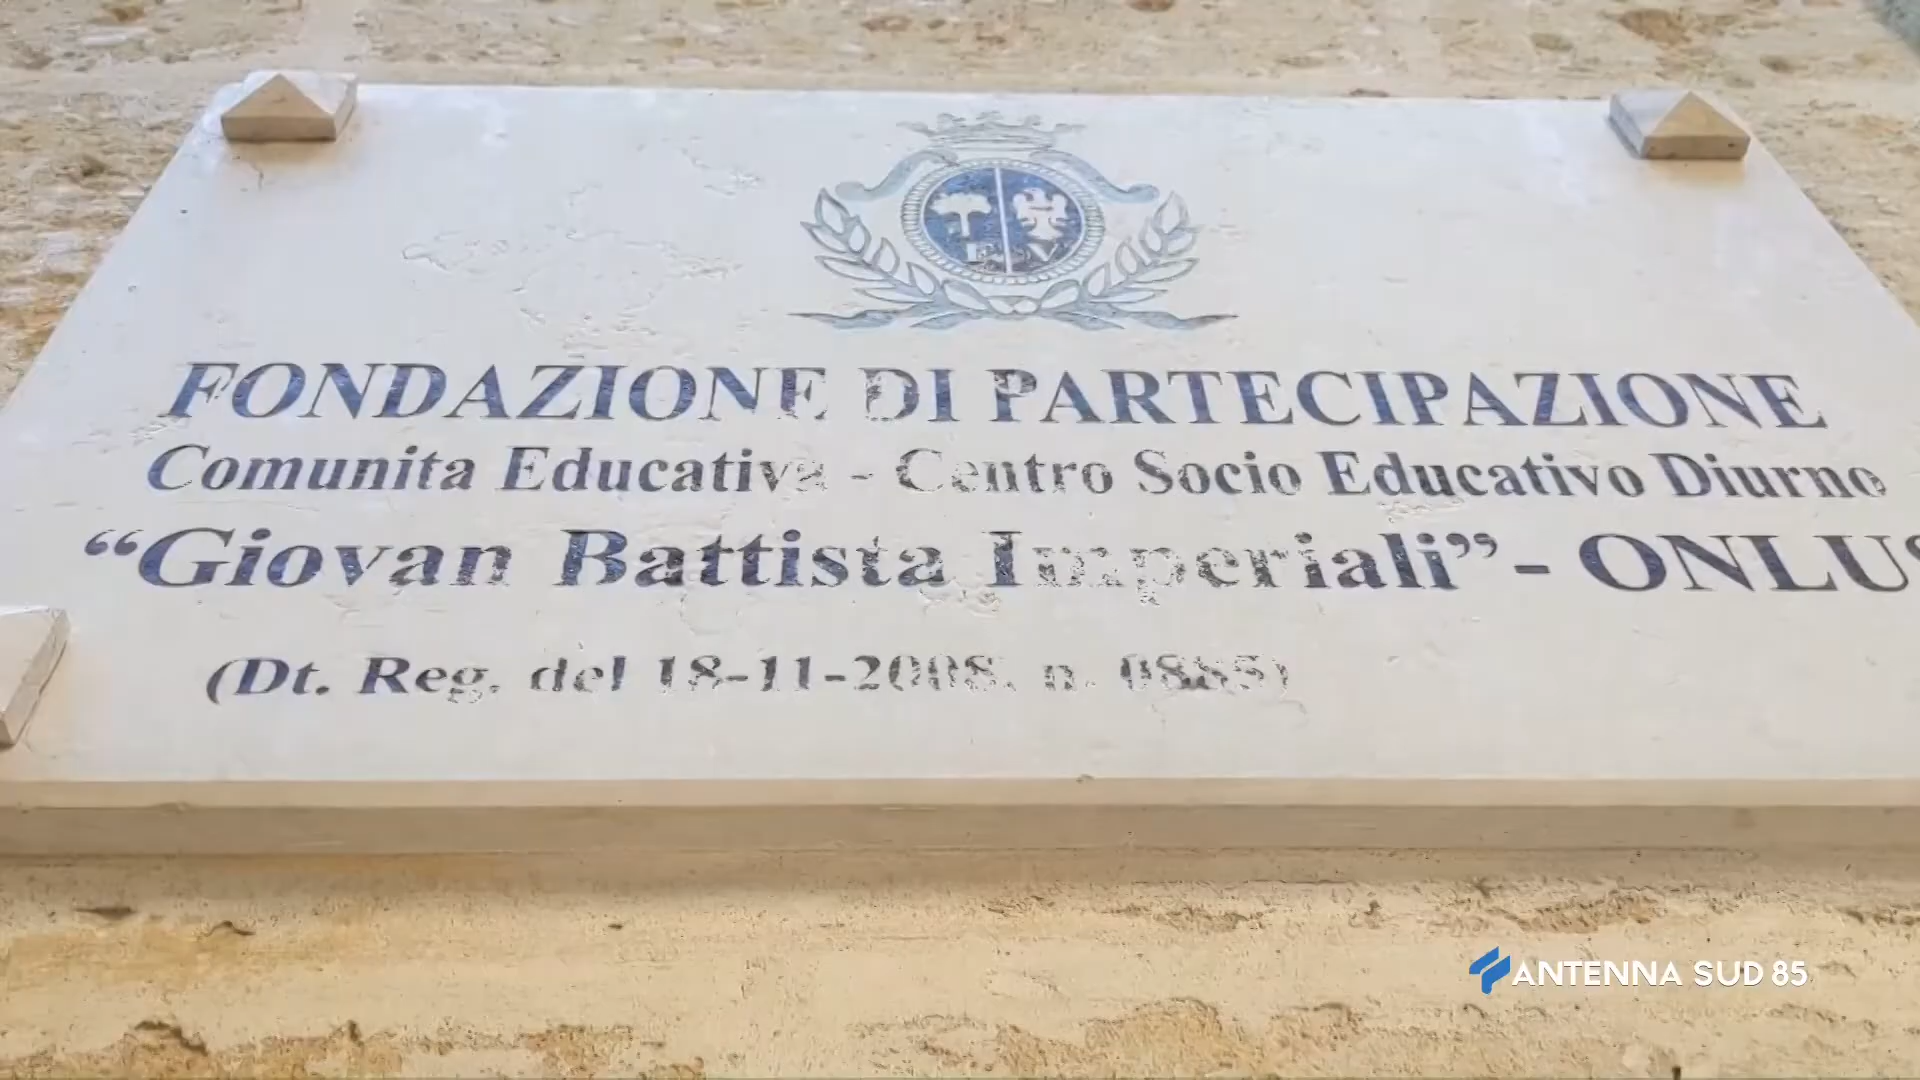 E V
FONDAZIONE DI PARTECIPAZIONE
Comunita Educativa - Centro Socio Educativo Diurno
“Giovan Battista Imperiali” - ONLUS
(Dt. Reg. del 18-11-2008, n. 0885)
ANTENNA SUD 85